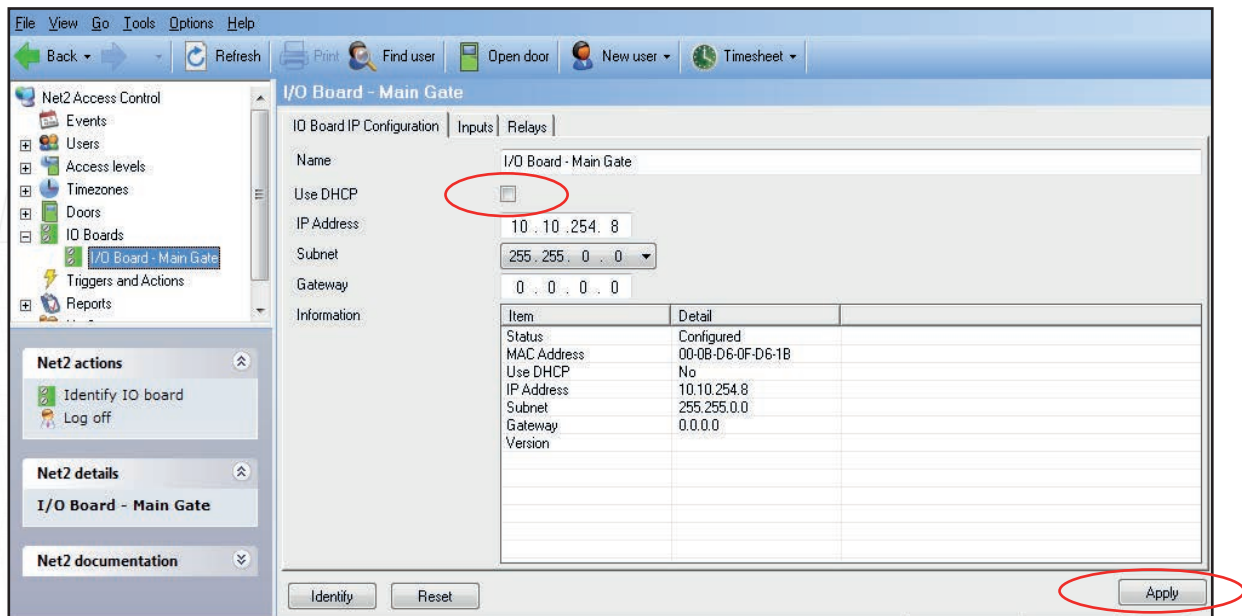 File View Go Tools Options Help
Back Refresh Print Find user Open door New user Timesheet
Net2 Access Control
Events
Users
Access levels
Timezones
Doors
IO Boards
I/O Board - Main Gate
Triggers and Actions
Reports
Net2 actions
Identify IO board
Log off
Net2 details
I/O Board - Main Gate
Net2 documentation
I/O Board - Main Gate
IO Board IP Configuration Inputs Relays
Name I/O Board - Main Gate
Use DHCP
IP Address 10 . 10 .254. 8
Subnet 255 . 255 . 0 . 0
Gateway 0 . 0 . 0 . 0
Information
Item Detail
Status Configured
MAC Address 00-0B-D6-0F-D6-1B
Use DHCP No
IP Address 10.10.254.8
Subnet 255.255.0.0
Gateway 0.0.0.0
Version
Identify Reset Apply